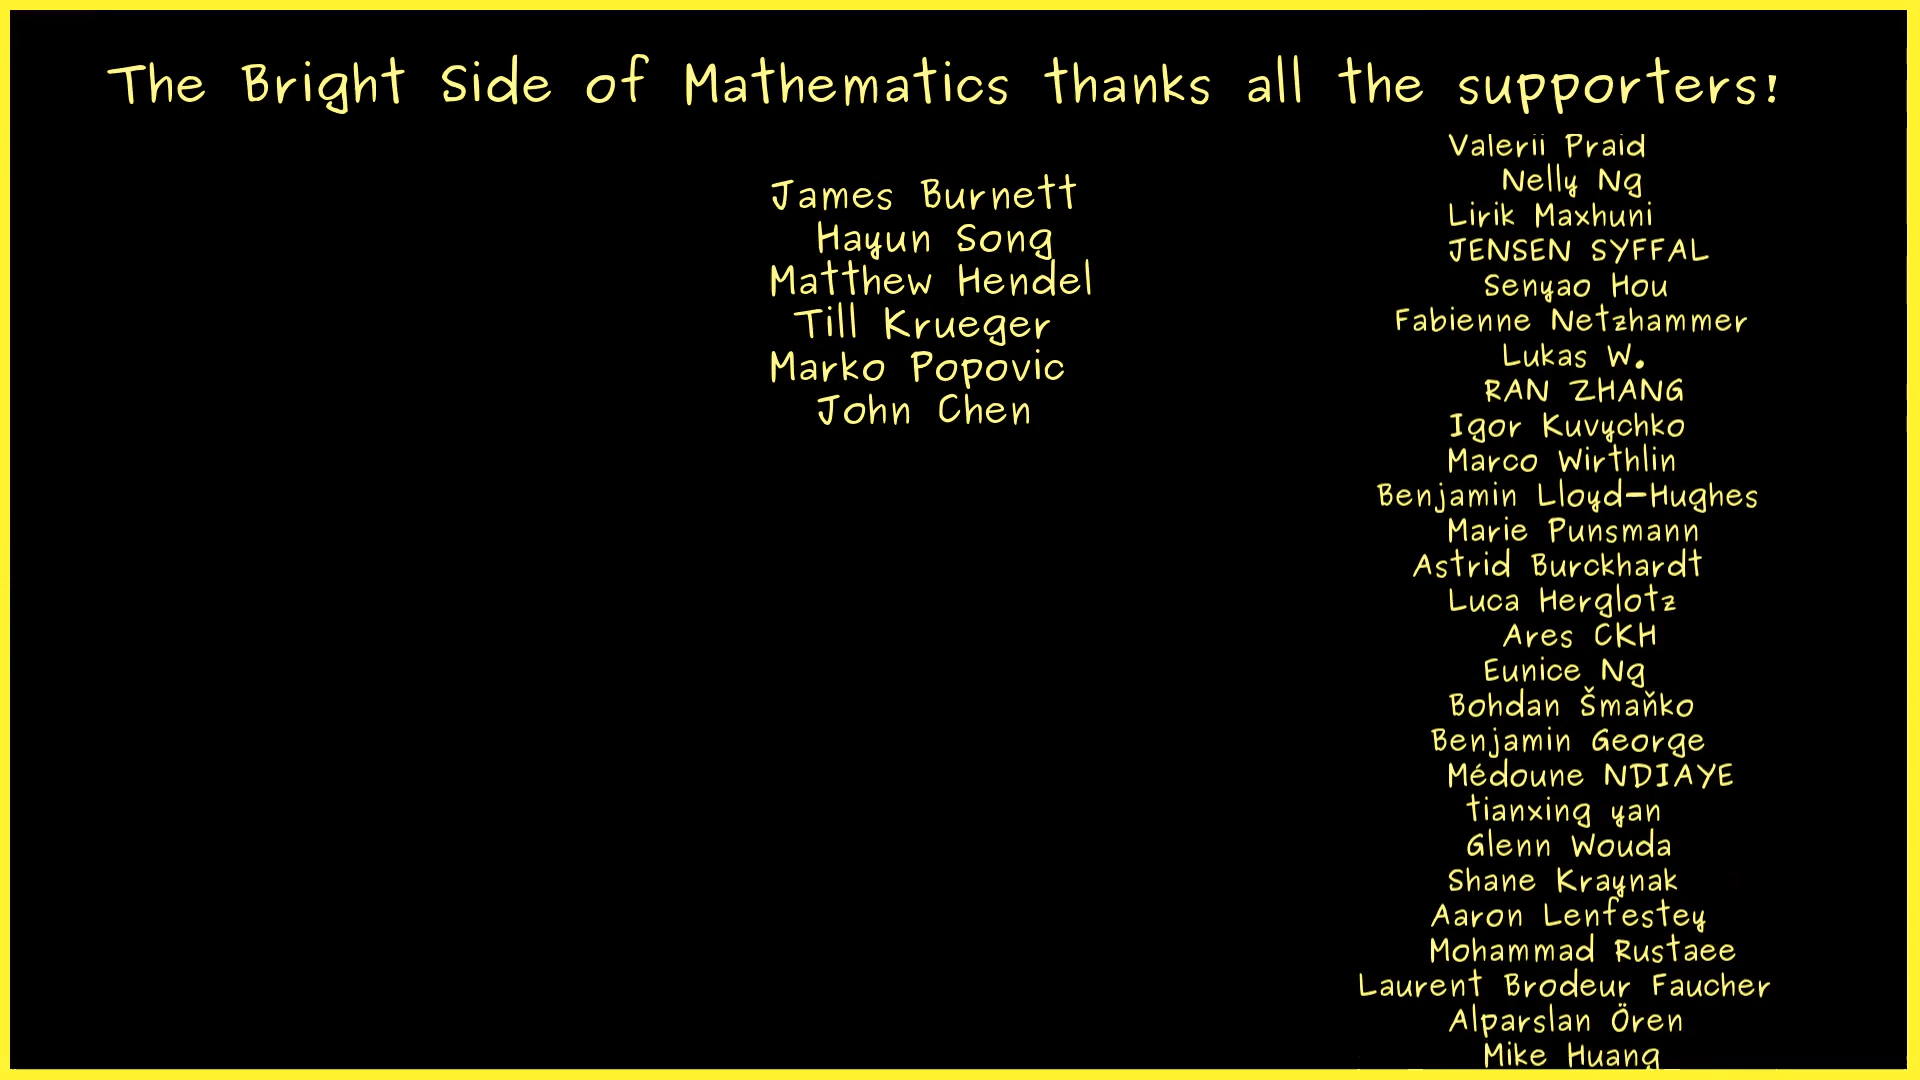 The Bright Side of Mathematics thanks all the supporters!
James Burnett
Hayun Song
Matthew Hendel
Till Krueger
Marko Popovic
John Chen
Valerii Praid
Nelly Ng
Lirik Maxhuni
JENSEN SYFFAL
Senyao Hou
Fabienne Netzhammer
Lukas W.
RAN ZHANG
Igor Kuvychko
Marco Wirthlin
Benjamin Lloyd-Hughes
Marie Punsmann
Astrid Burckhardt
Luca Herglotz
Ares CKH
Eunice Ng
Bohdan Šmaňko
Benjamin George
Médoune NDIAYE
tianxing yan
Glenn Wouda
Shane Kraynak
Aaron Lenfestey
Mohammad Rustaee
Laurent Brodeur Faucher
Alparslan Ören
Mike Huang